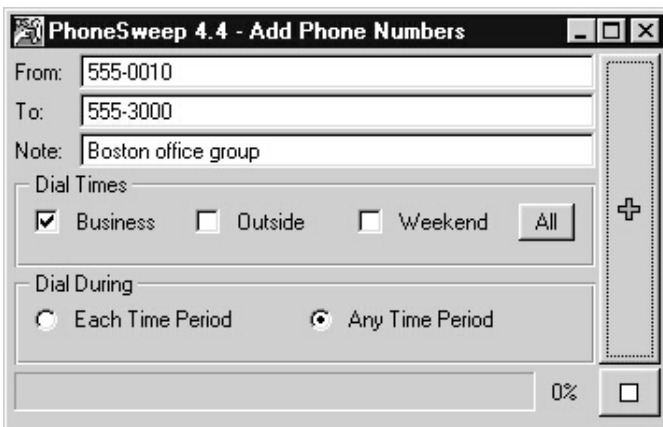 PhoneSweep 4.4 - Add Phone Numbers
From: 555-0010
To: 555-3000
Note: Boston office group
Dial Times
Business Outside Weekend All
Dial During
Each Time Period Any Time Period
0%